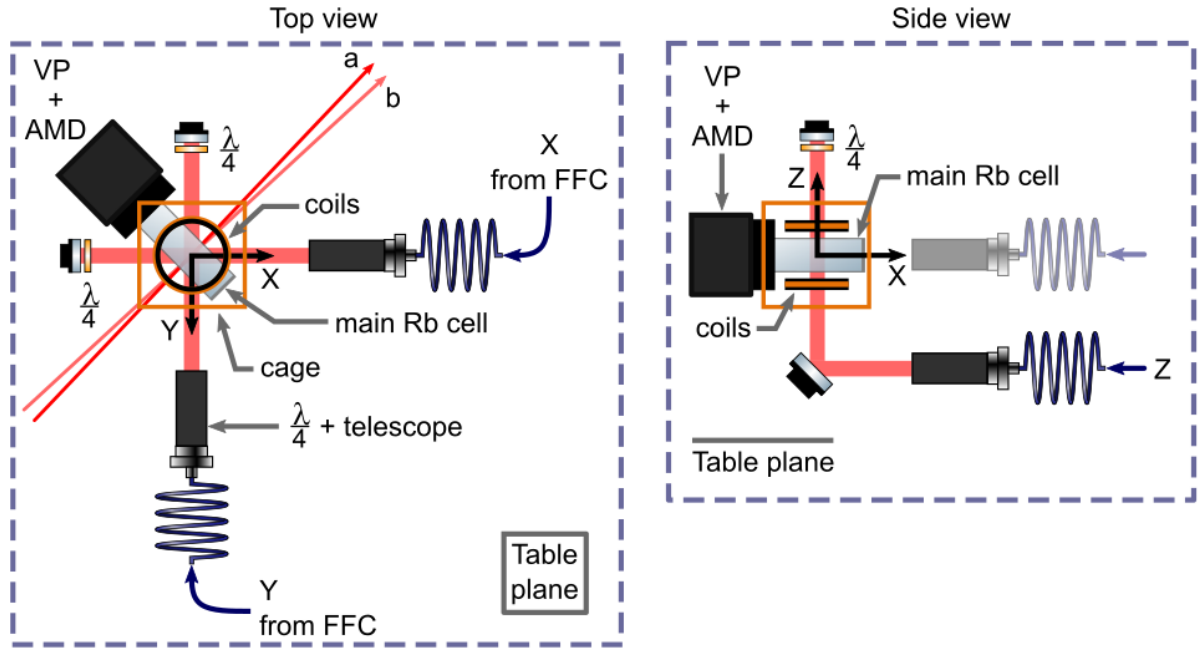 Top view
VP
+
AMD
λ/4
a
b
X
from FFC
coils
X
λ/4
main Rb cell
Y
cage
λ/4 + telescope
Table
plane
Y
from FFC
Side view
VP
+
AMD
λ/4
Z
main Rb cell
X
coils
Z
Table plane